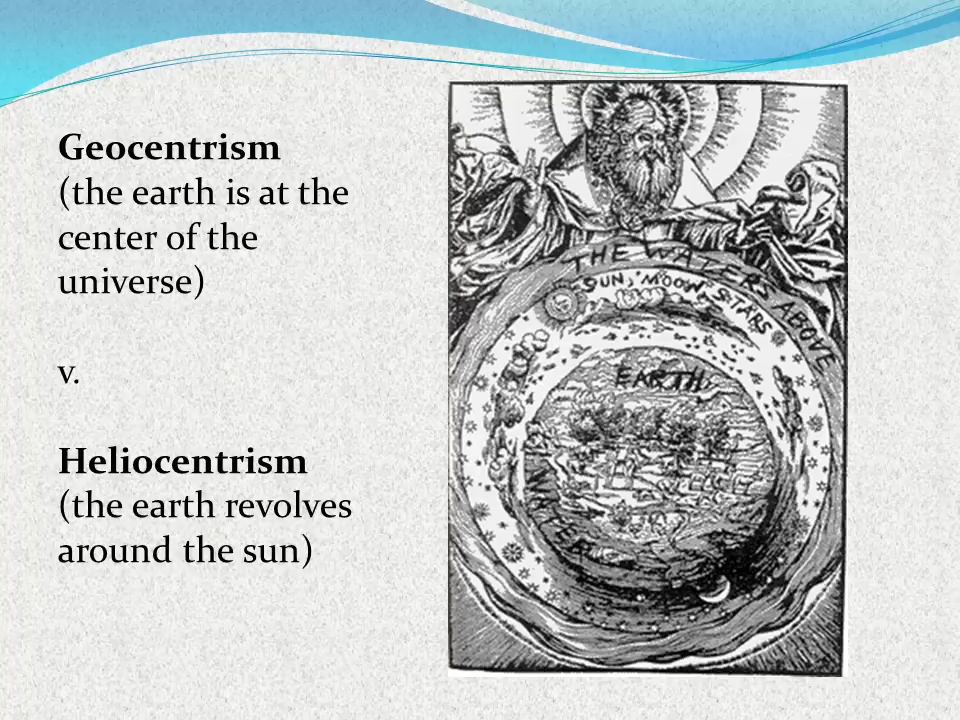 Geocentrism
(the earth is at the
center of the
universe)
v.
Heliocentrism
(the earth revolves
around the sun)
THE WATERS ABOVE
SUN, MOON, STARS
EARTH
WATER